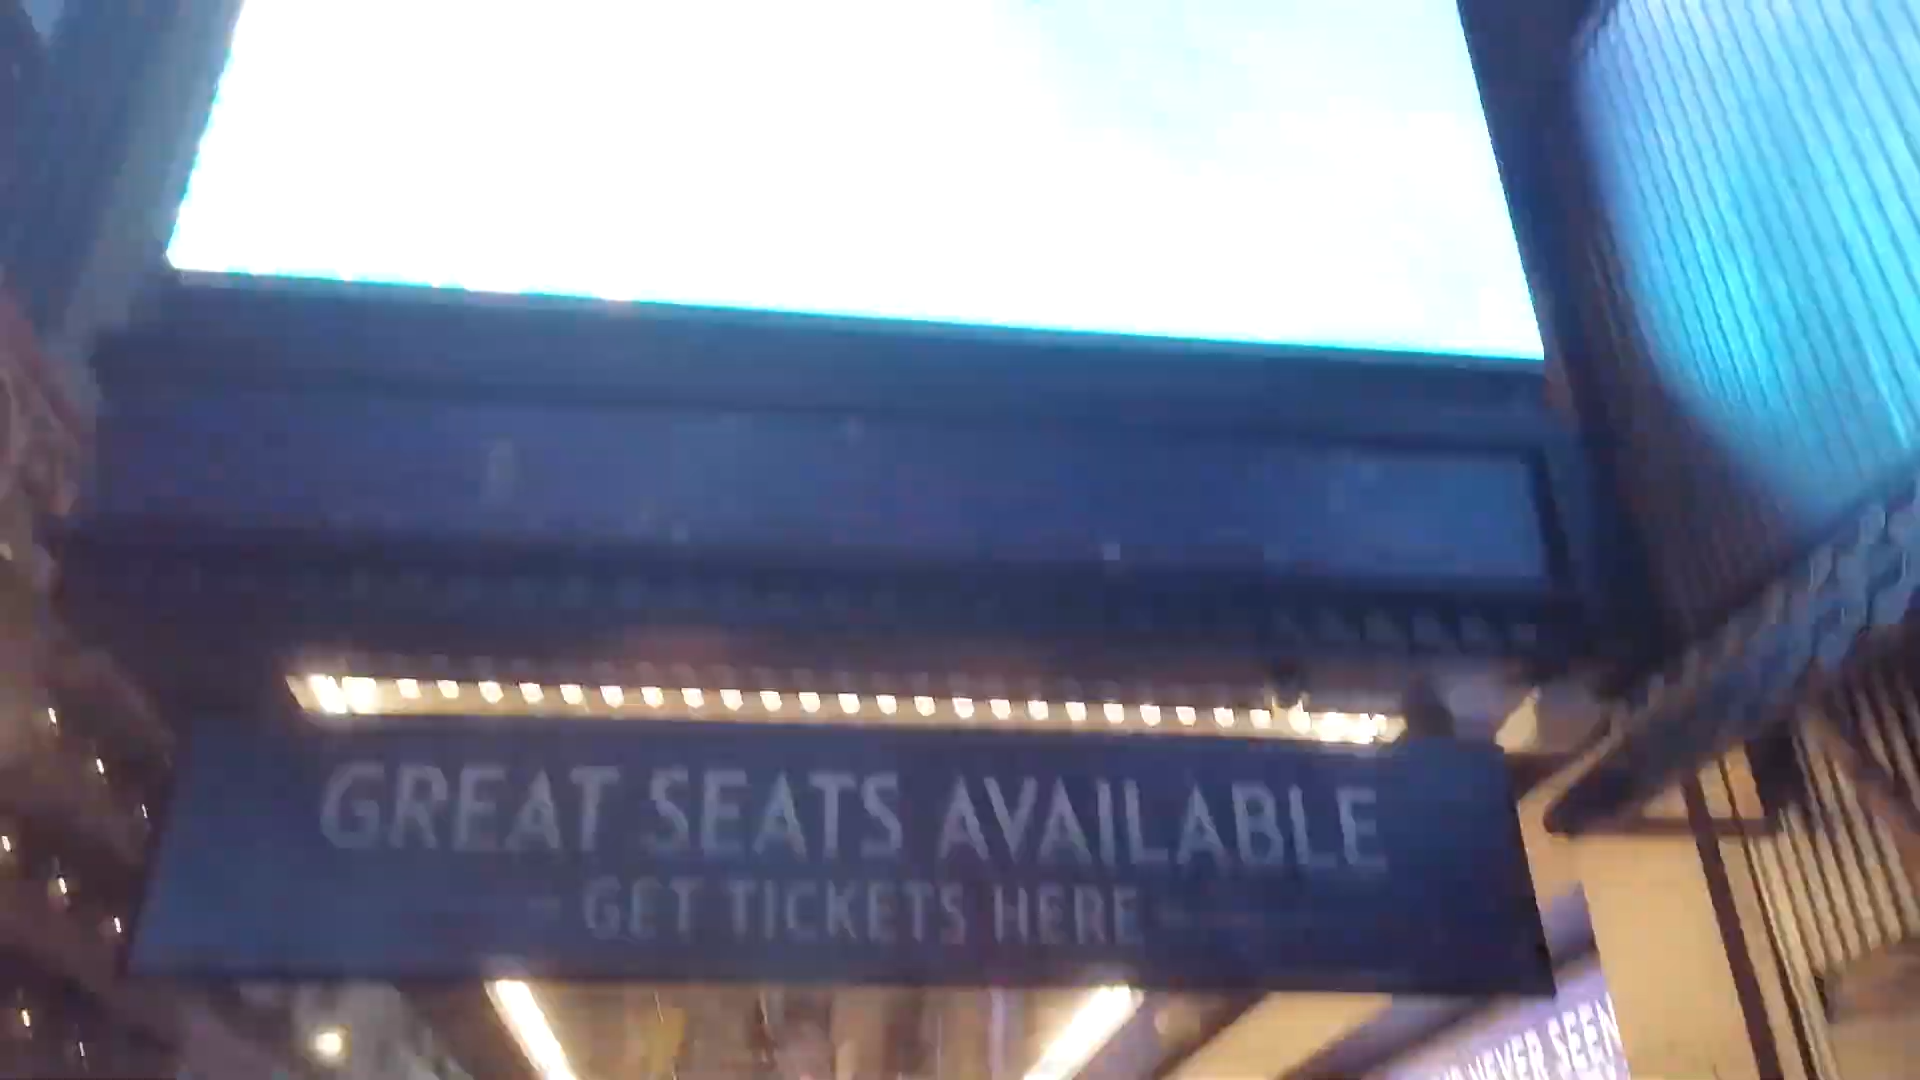 GREAT SEATS AVAILABLE
- GET TICKETS HERE -
NEVER SEEN